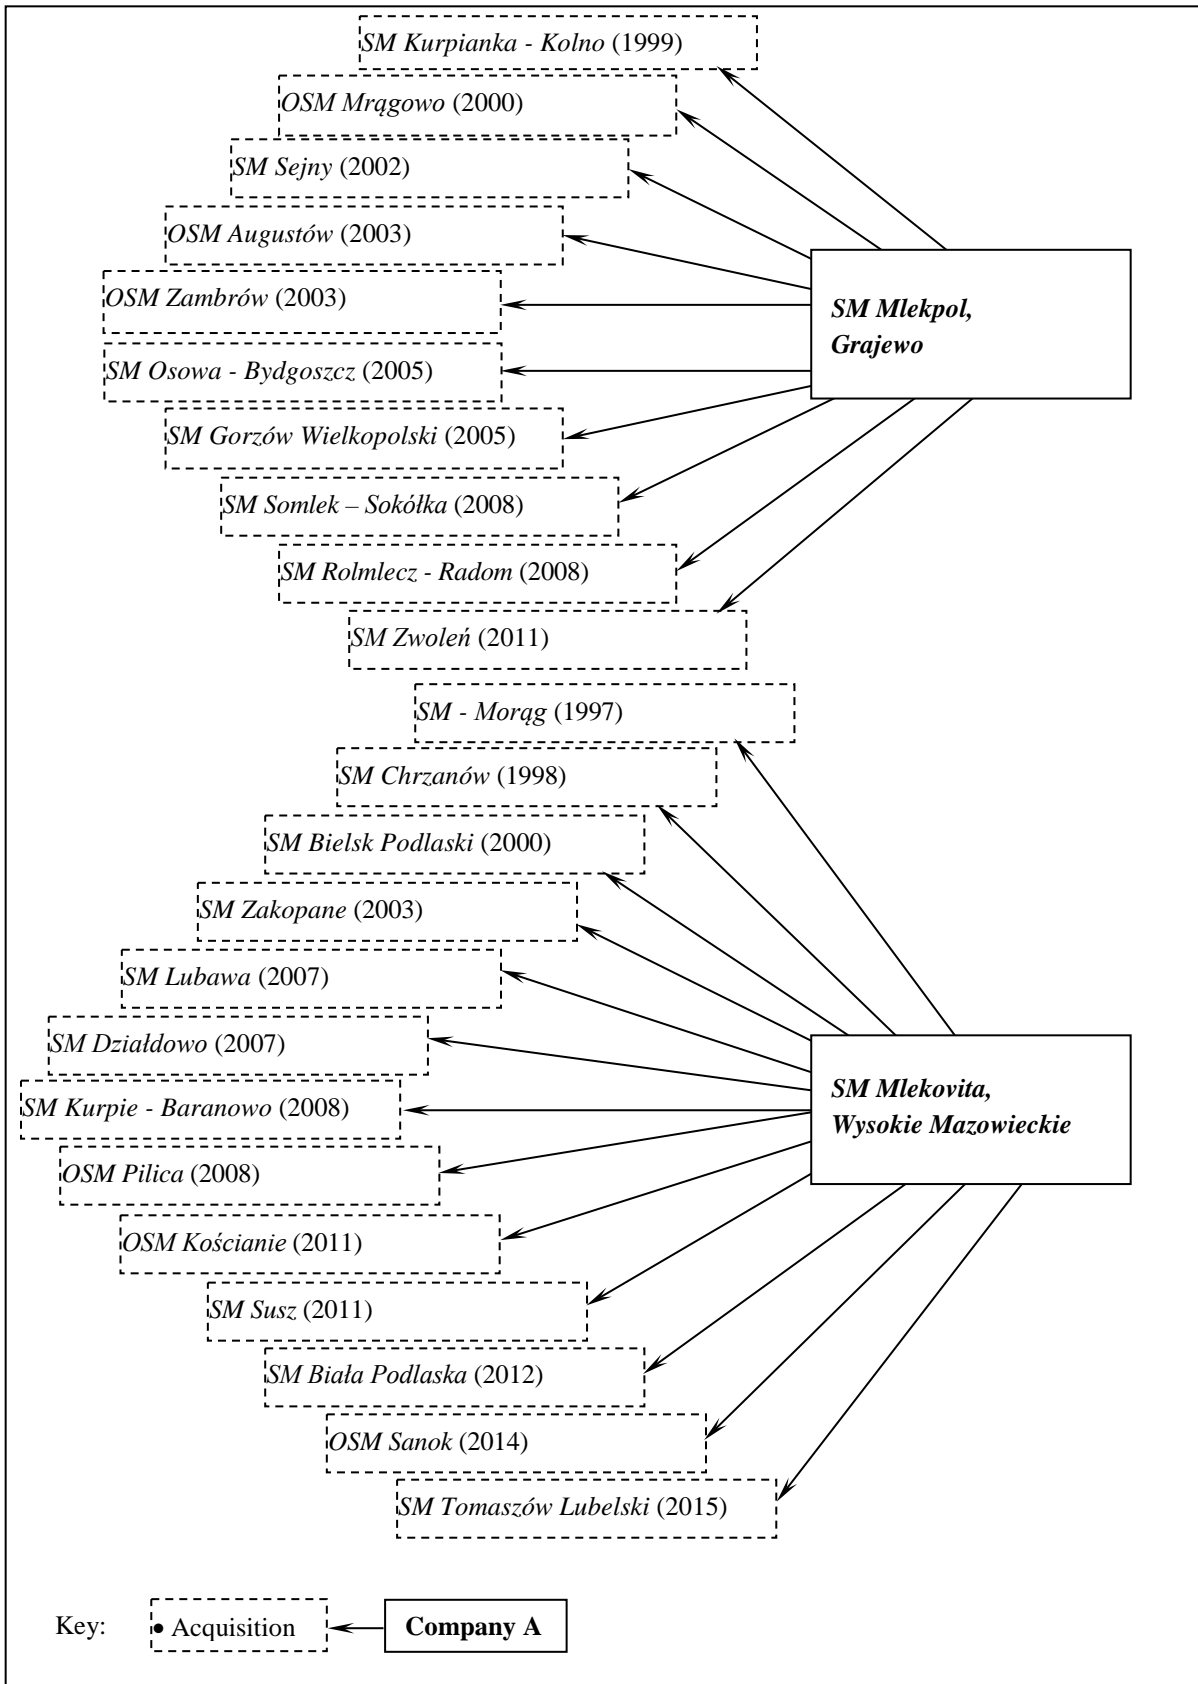 SM Kurpianka - Kolno (1999)
OSM Mrągowo (2000)
SM Sejny (2002)
OSM Augustów (2003)
OSM Zambrów (2003)
SM Mlekpol,
Grajewo
SM Osowa - Bydgoszcz (2005)
SM Gorzów Wielkopolski (2005)
SM Somlek – Sokółka (2008)
SM Rolmlecz - Radom (2008)
SM Zwoleń (2011)
SM - Morąg (1997)
SM Chrzanów (1998)
SM Bielsk Podlaski (2000)
SM Zakopane (2003)
SM Lubawa (2007)
SM Działdowo (2007)
SM Kurpie - Baranowo (2008)
SM Mlekovita,
Wysokie Mazowieckie
OSM Pilica (2008)
OSM Kościanie (2011)
SM Susz (2011)
SM Biała Podlaska (2012)
OSM Sanok (2014)
SM Tomaszów Lubelski (2015)
Key: • Acquisition Company A